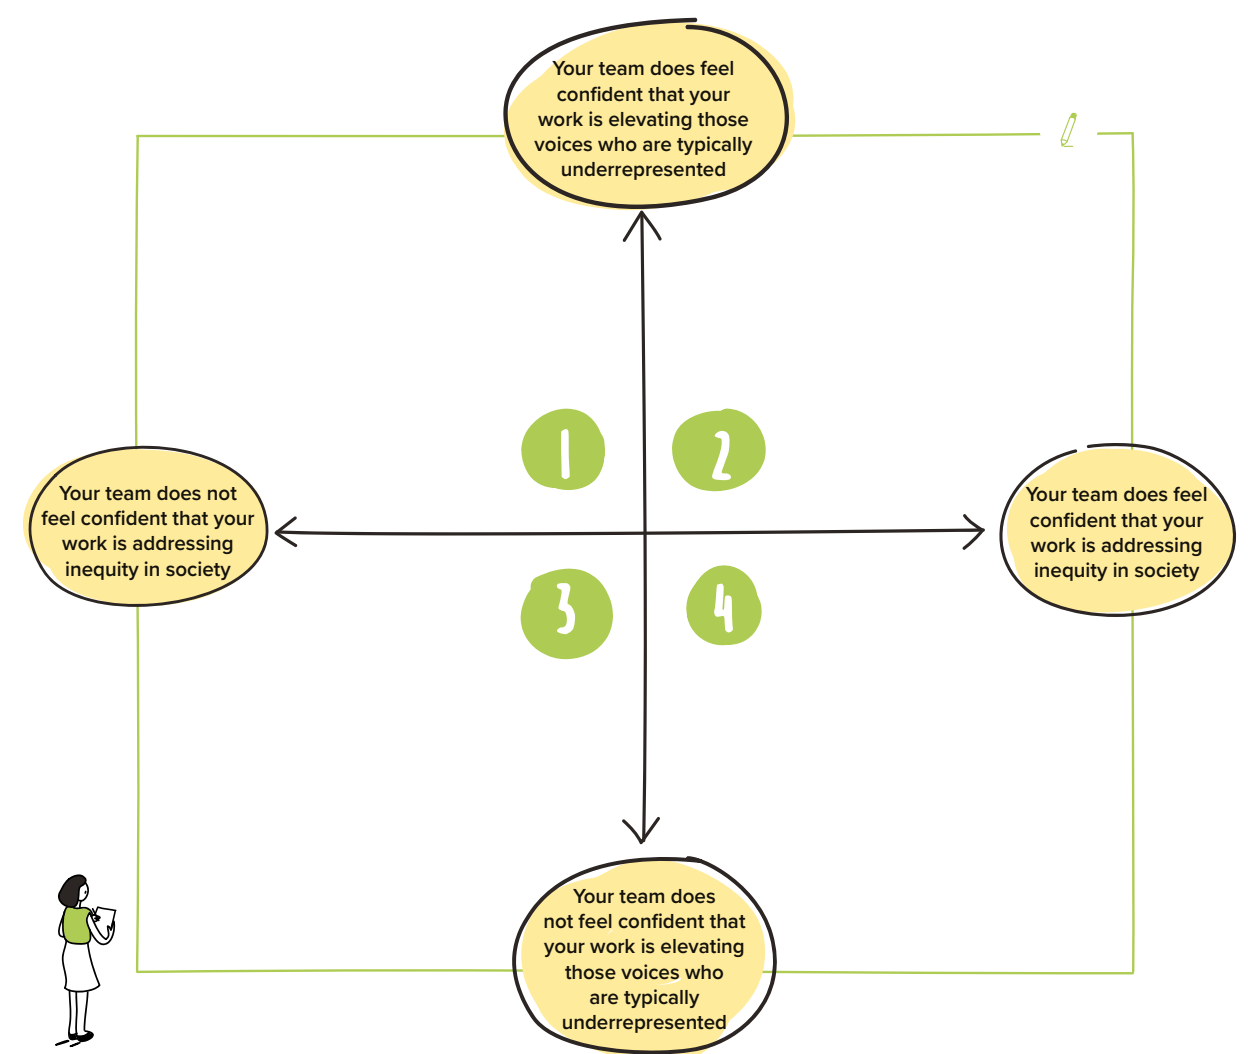 Your team does feel
confident that your
work is elevating those
voices who are typically
underrepresented
1
2
Your team does not
feel confident that your
work is addressing
inequity in society
Your team does feel
confident that your
work is addressing
inequity in society
3
4
Your team does
not feel confident that
your work is elevating
those voices who
are typically
underrepresented